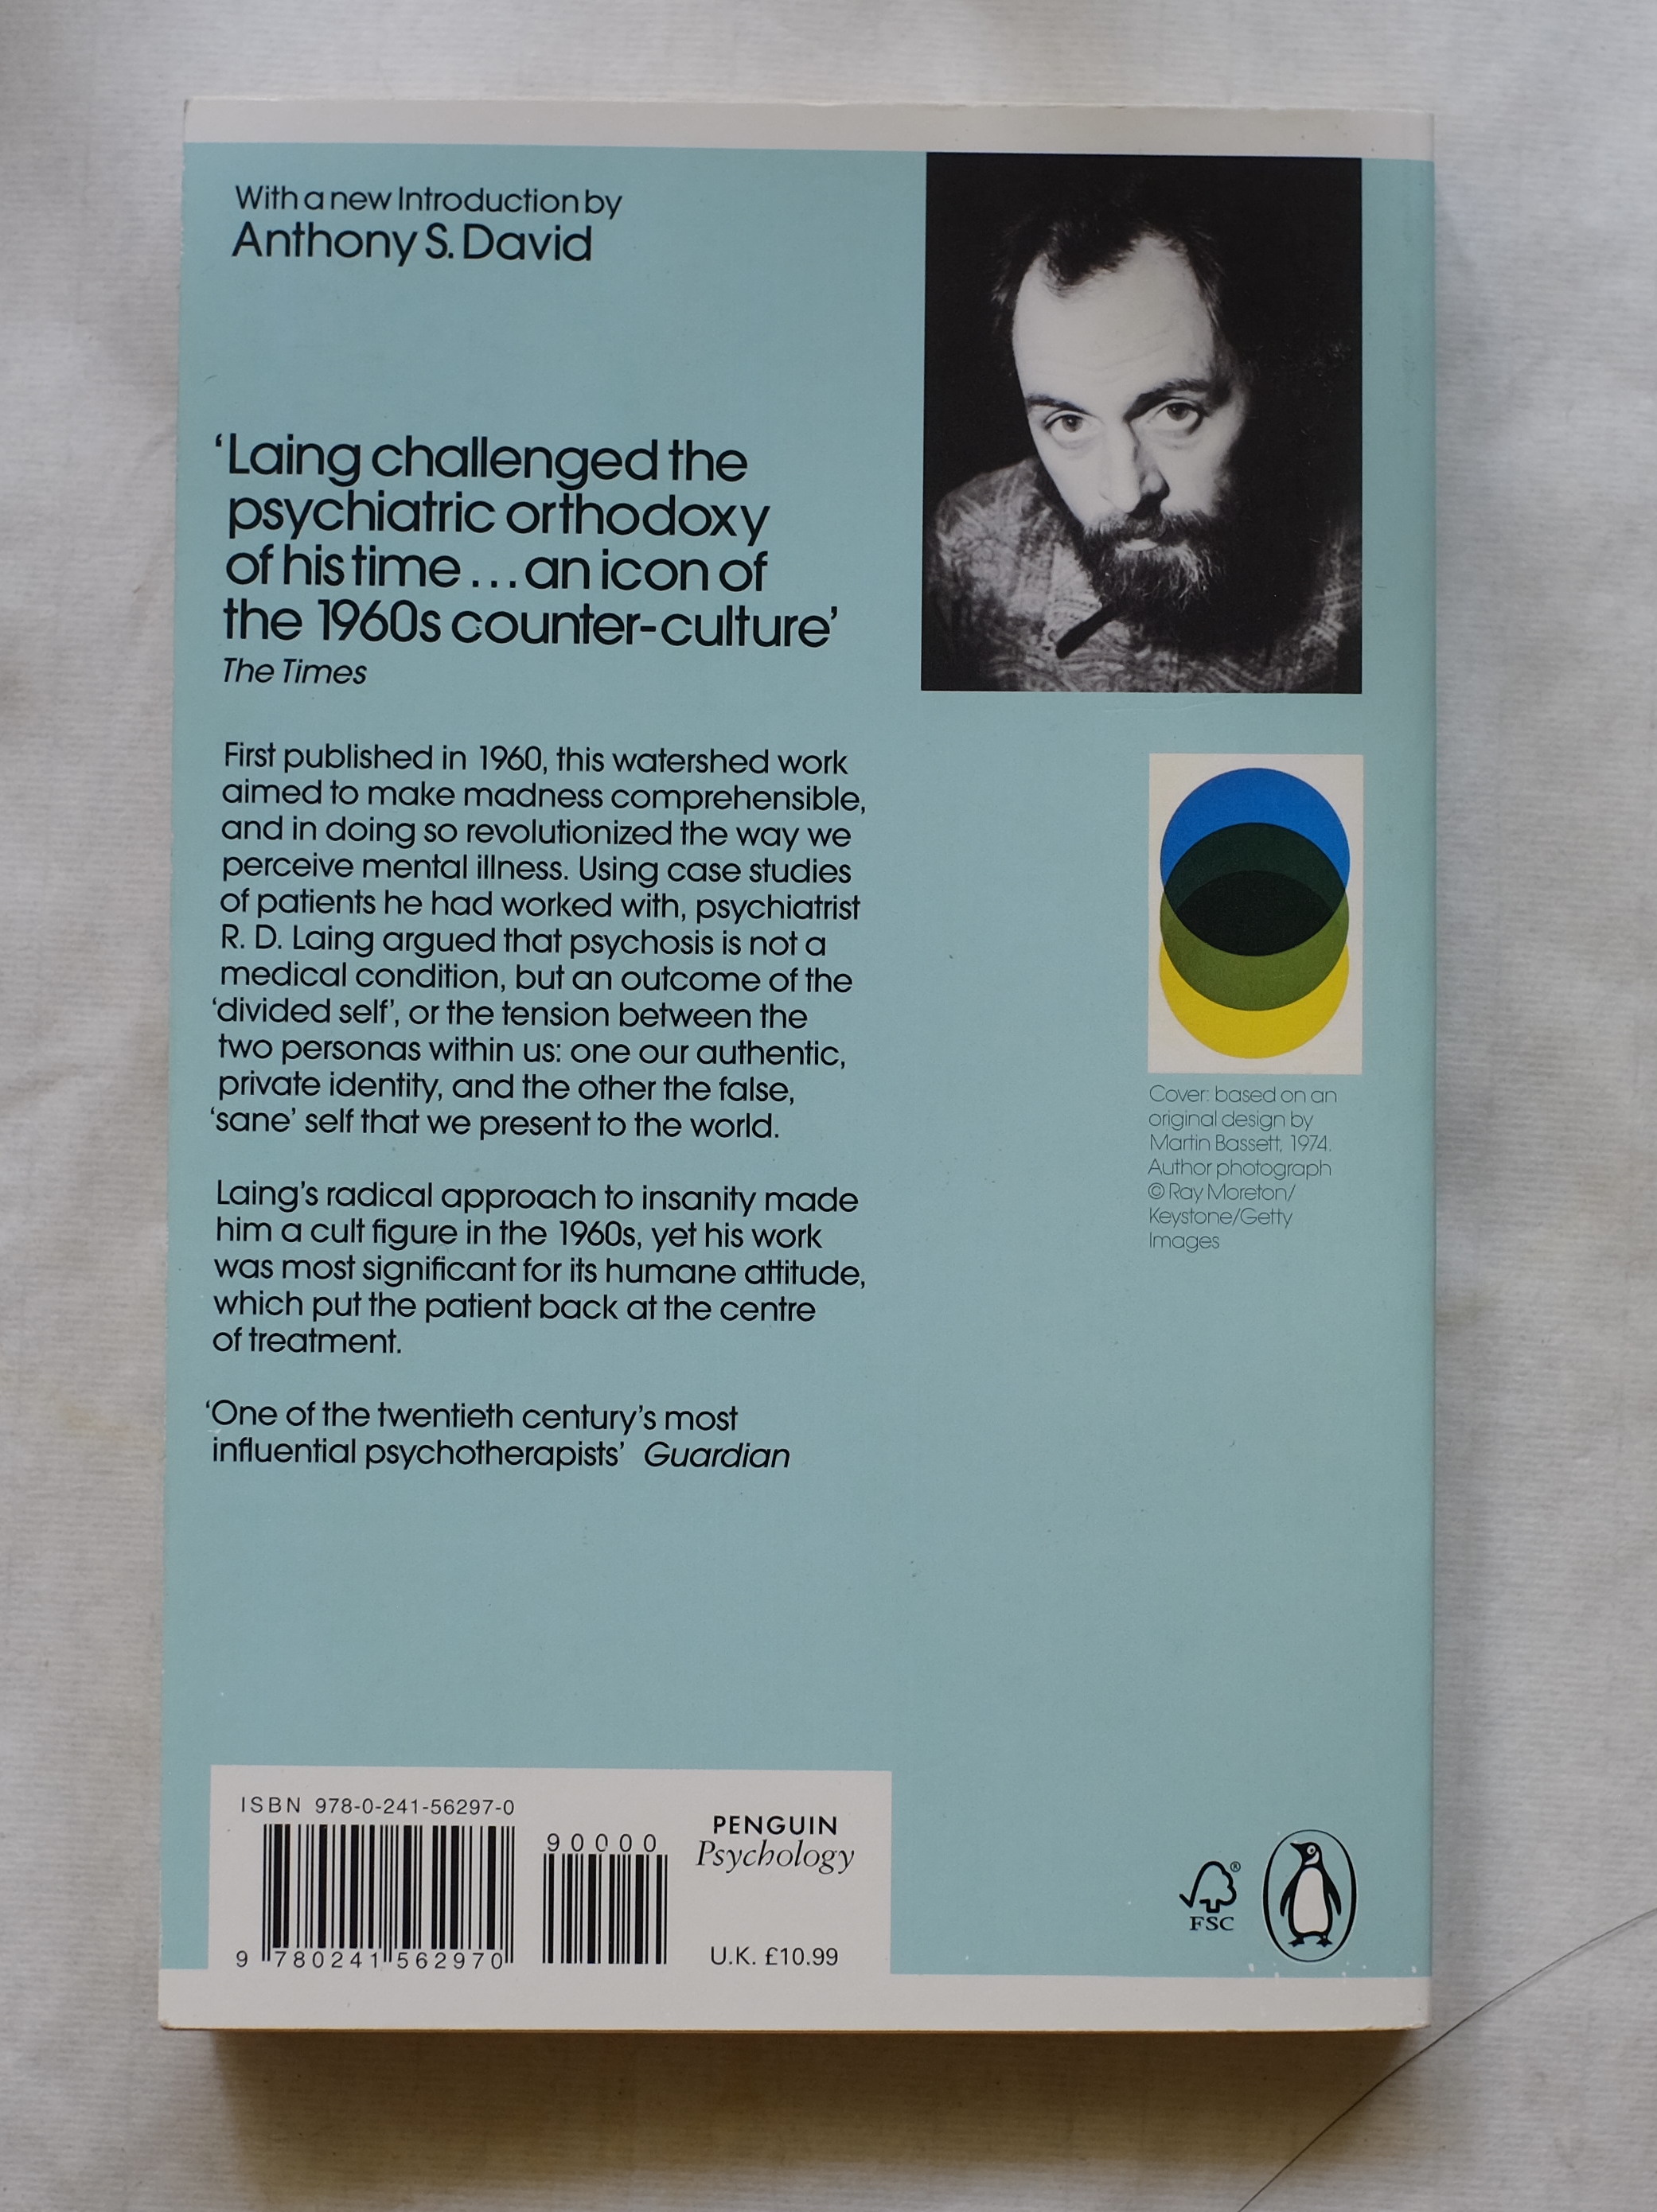 With a new Introduction by
Anthony S. David
‘Laing challenged the
psychiatric orthodoxy
of his time ... an icon of
the 1960s counter-culture’
The Times
First published in 1960, this watershed work
aimed to make madness comprehensible,
and in doing so revolutionized the way we
perceive mental illness. Using case studies
of patients he had worked with, psychiatrist
R. D. Laing argued that psychosis is not a
medical condition, but an outcome of the
‘divided self’, or the tension between the
two personas within us: one our authentic,
private identity, and the other the false,
‘sane’ self that we present to the world.
Laing’s radical approach to insanity made
him a cult figure in the 1960s, yet his work
was most significant for its humane attitude,
which put the patient back at the centre
of treatment.
‘One of the twentieth century’s most
influential psychotherapists’ Guardian
Cover: based on an
original design by
Martin Bassett, 1974.
Author photograph
© Ray Moreton/
Keystone/Getty
Images
ISBN 978-0-241-56297-0
90000
9 780241 562970
PENGUIN
Psychology
U.K. £10.99
®
FSC